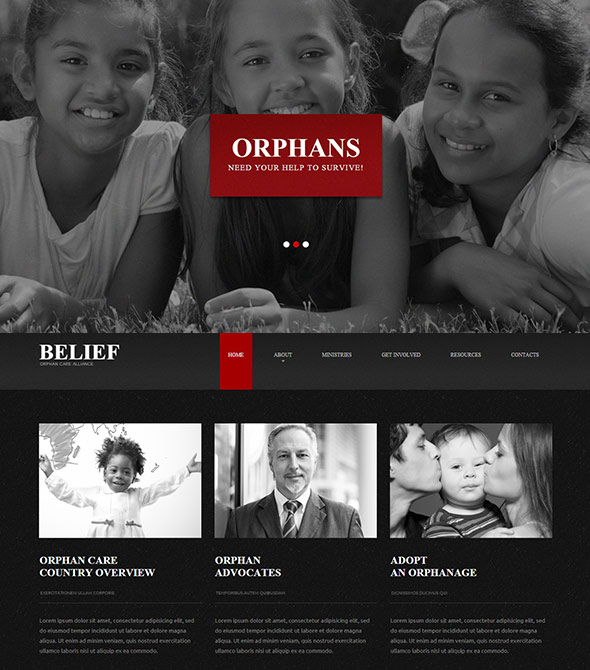 ORPHANS
NEED YOUR HELP TO SURVIVE!
BELIEF
ORPHAN CARE ALLIANCE
HOME
ABOUT
MINISTRIES
GET INVOLVED
RESOURCES
CONTACTS
ORPHAN CARE
COUNTRY OVERVIEW
EXERCITATIONEM ULLAM CORPORIS
Lorem ipsum dolor sit amet, consectetur adipisicing elit, sed
do eiusmod tempor incididunt ut labore et dolore magna
aliqua. Ut enim ad minim veniam, quis nostrud exercitation
ullamco laboris nisi ut aliquip ex ea commodo.
ORPHAN
ADVOCATES
TEMPORIBUS AUTEM QUIBUSDAM
Lorem ipsum dolor sit amet, consectetur adipisicing elit, sed
do eiusmod tempor incididunt ut labore et dolore magna
aliqua. Ut enim ad minim veniam, quis nostrud exercitation
ullamco laboris nisi ut aliquip ex ea commodo.
ADOPT
AN ORPHANAGE
DIGNISSIMOS DUCIMUS QUI
Lorem ipsum dolor sit amet, consectetur adipisicing elit, sed
do eiusmod tempor incididunt ut labore et dolore magna
aliqua. Ut enim ad minim veniam, quis nostrud exercitation
ullamco laboris nisi ut aliquip ex ea commodo.